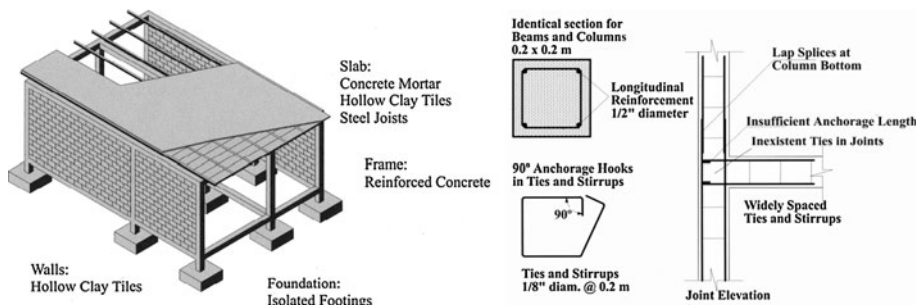 Slab:
Concrete Mortar
Hollow Clay Tiles
Steel Joists
Frame:
Reinforced Concrete
Walls:
Hollow Clay Tiles
Foundation:
Isolated Footings
Identical section for
Beams and Columns
0.2 x 0.2 m
Longitudinal
Reinforcement
1/2" diameter
90° Anchorage Hooks
in Ties and Stirrups
90°
Ties and Stirrups
1/8" diam. @ 0.2 m
Lap Splices at
Column Bottom
Insufficient Anchorage Length
Inexistent Ties in Joints
Widely Spaced
Ties and Stirrups
Joint Elevation